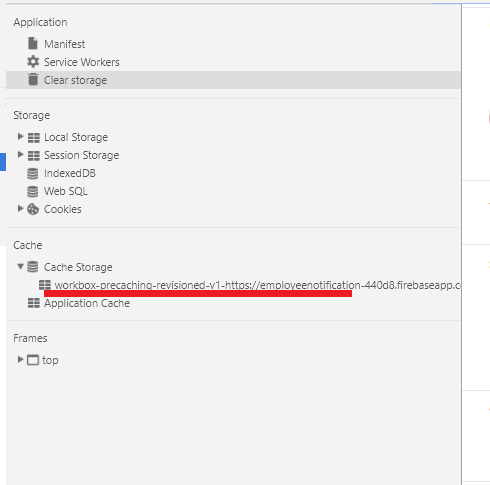 Application
Manifest
Service Workers
Clear storage
Storage
Local Storage
Session Storage
IndexedDB
Web SQL
Cookies
Cache
Cache Storage
workbox-precaching-revisioned-v1-https://employeenotification-440d8.firebaseapp.c
Application Cache
Frames
top